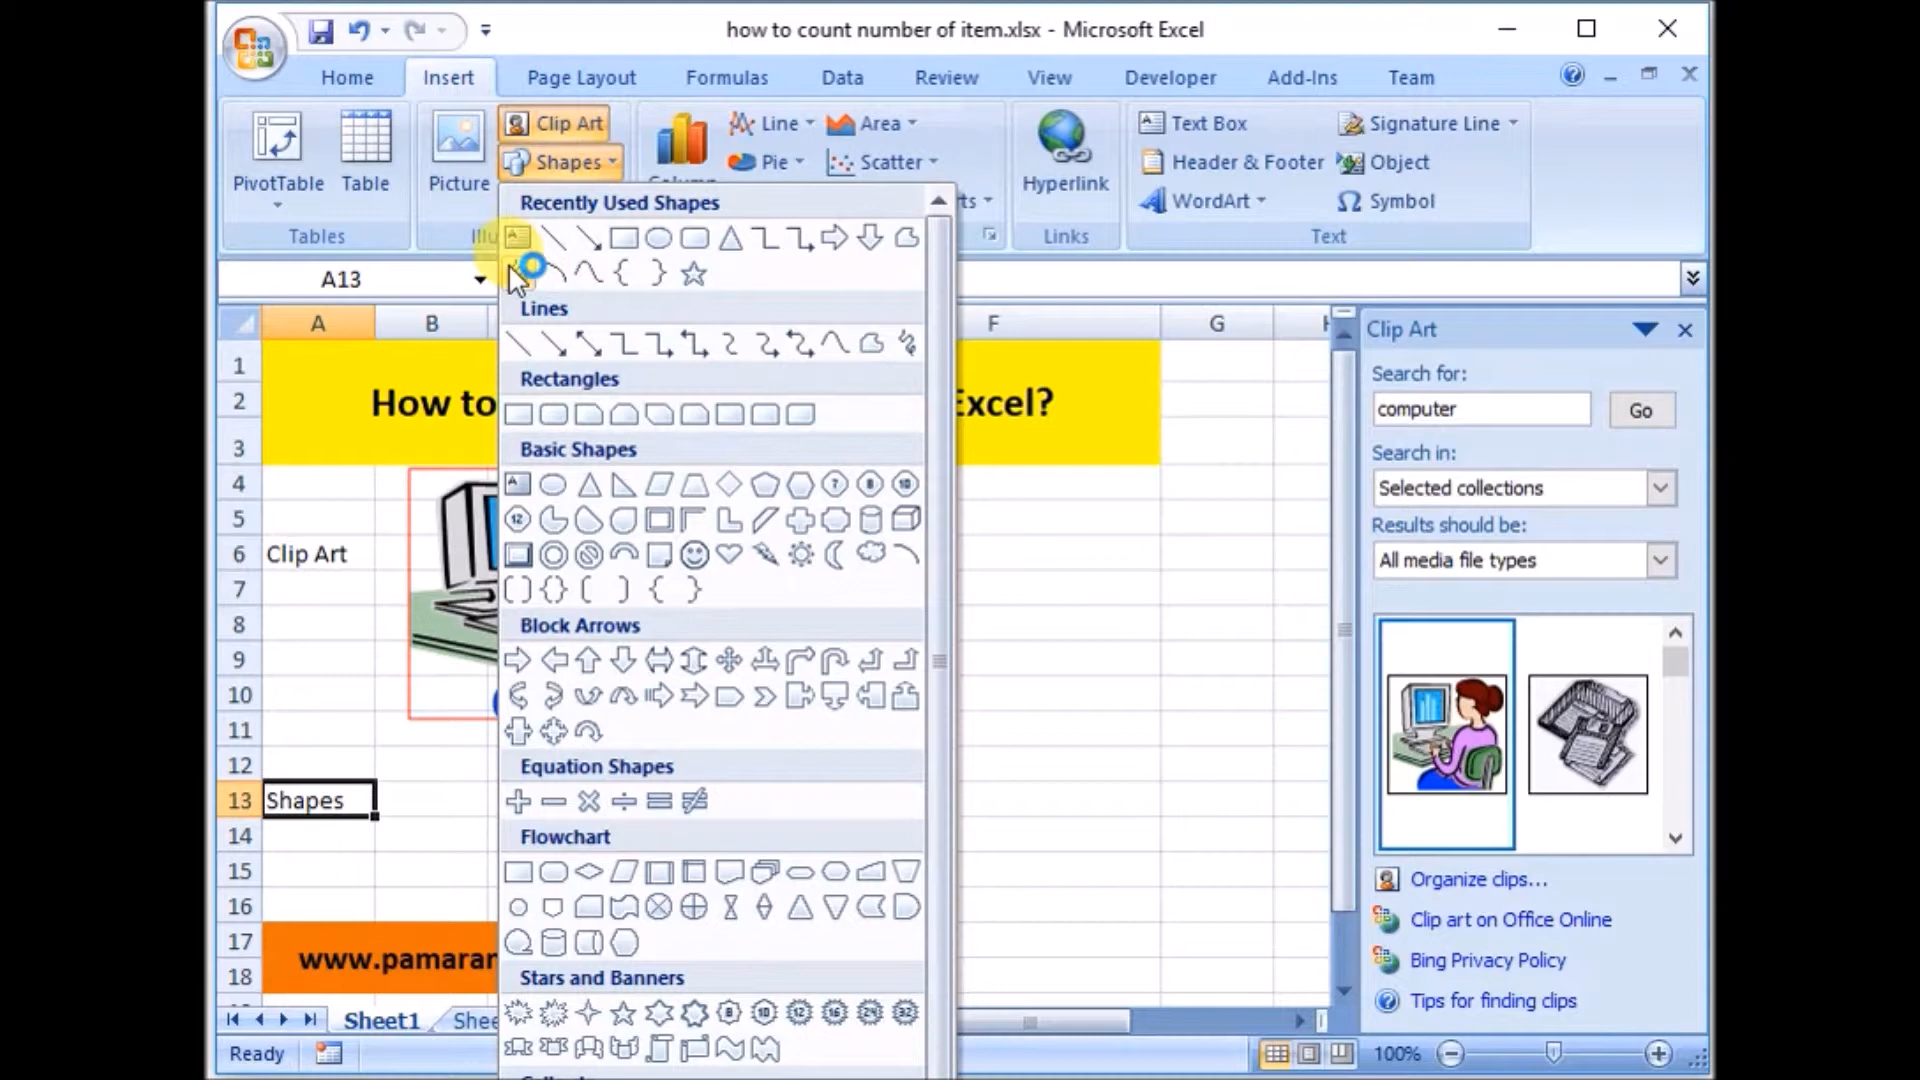 how to count number of item.xlsx - Microsoft Excel
Home Insert Page Layout Formulas Data Review View Developer Add-Ins Team
PivotTable
Table
Picture
Clip Art
Shapes
Line
Area
Pie
Scatter
Hyperlink
Text Box
Signature Line
Header & Footer
Object
WordArt
Symbol
Tables
Links
Text
A13
A B F G
Recently Used Shapes
Lines
Rectangles
Basic Shapes
Block Arrows
Equation Shapes
Flowchart
Stars and Banners
1
2
3
4
5
6
7
8
9
10
11
12
13
14
15
16
17
18
How to
Excel?
Clip Art
Shapes
www.pamarar
Clip Art
Search for:
computer
Go
Search in:
Selected collections
Results should be:
All media file types
Organize clips...
Clip art on Office Online
Bing Privacy Policy
Tips for finding clips
Sheet1
Shee
Ready
100%